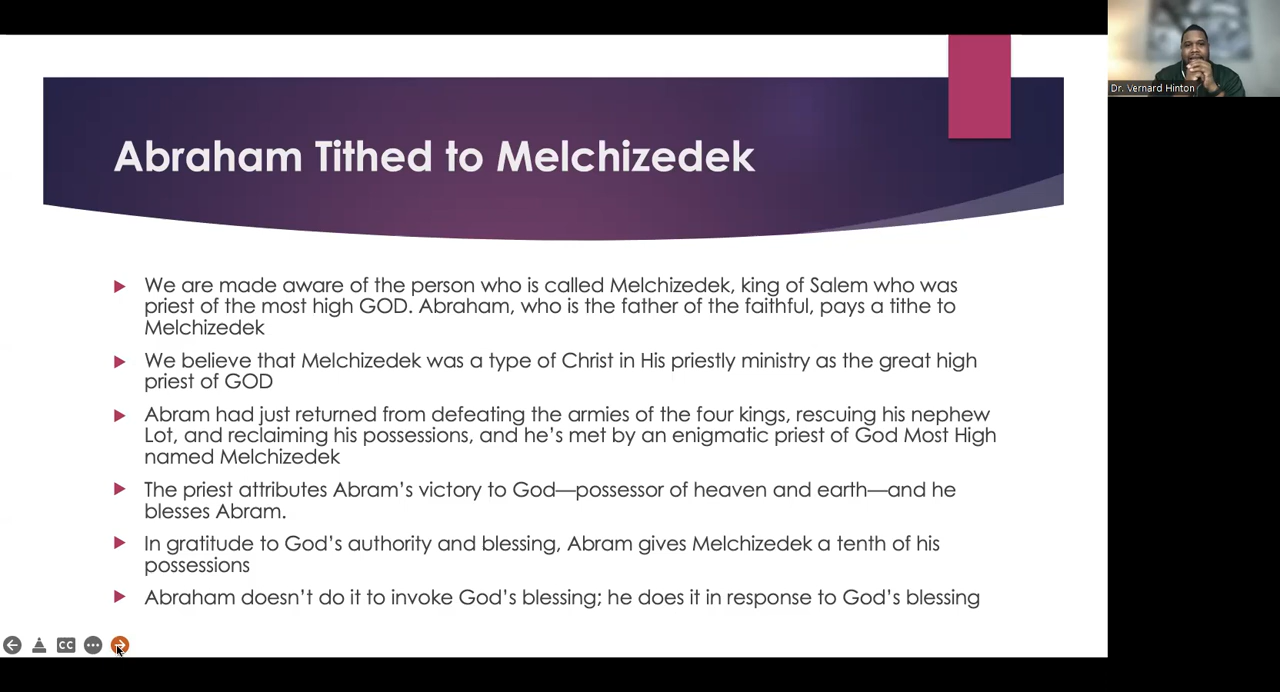 Abraham Tithed to Melchizedek
We are made aware of the person who is called Melchizedek, king of Salem who was
priest of the most high GOD. Abraham, who is the father of the faithful, pays a tithe to
Melchizedek
We believe that Melchizedek was a type of Christ in His priestly ministry as the great high
priest of GOD
Abram had just returned from defeating the armies of the four kings, rescuing his nephew
Lot, and reclaiming his possessions, and he’s met by an enigmatic priest of God Most High
named Melchizedek
The priest attributes Abram’s victory to God—possessor of heaven and earth—and he
blesses Abram.
In gratitude to God’s authority and blessing, Abram gives Melchizedek a tenth of his
possessions
Abraham doesn’t do it to invoke God’s blessing; he does it in response to God’s blessing
CC
Dr. Vernard Hinton